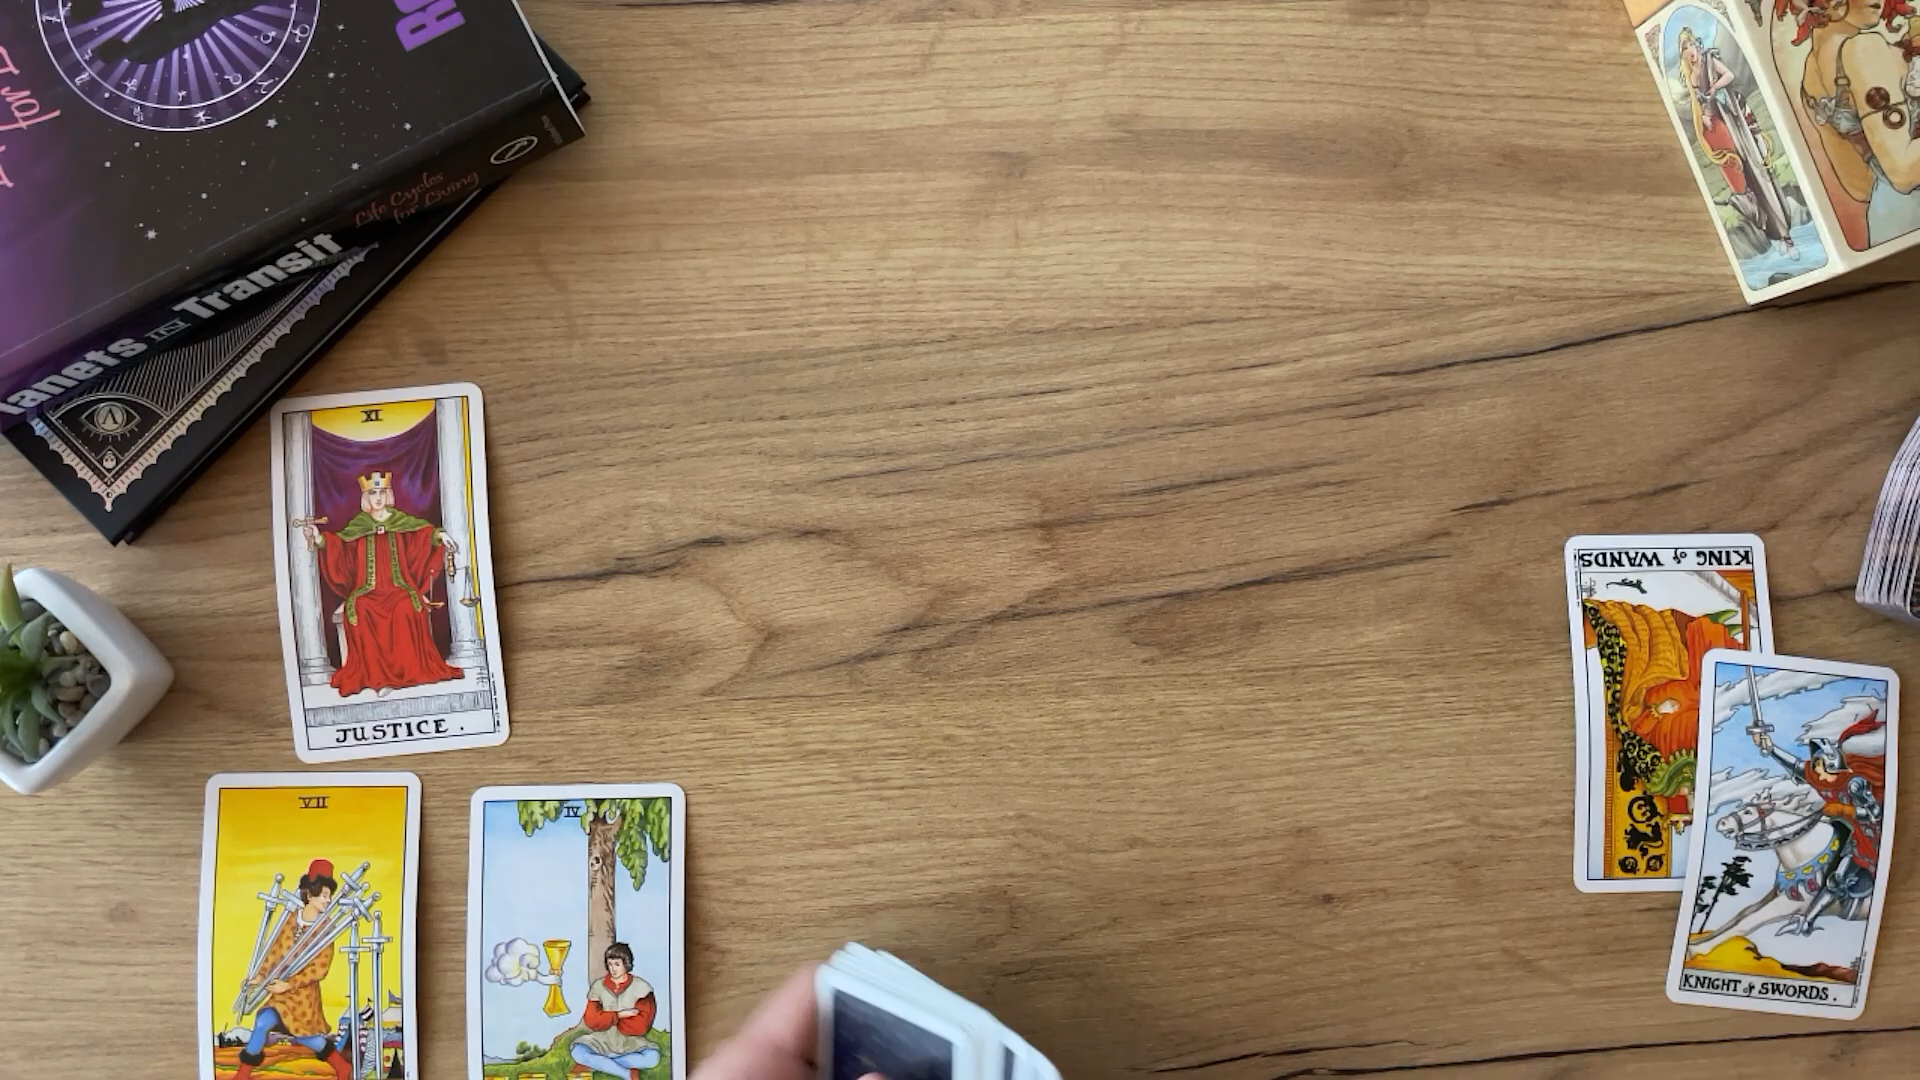 Planets in Transit
Life Cycles
for Living
XI
JUSTICE.
VII
IV
KING of WANDS
KNIGHT of SWORDS.